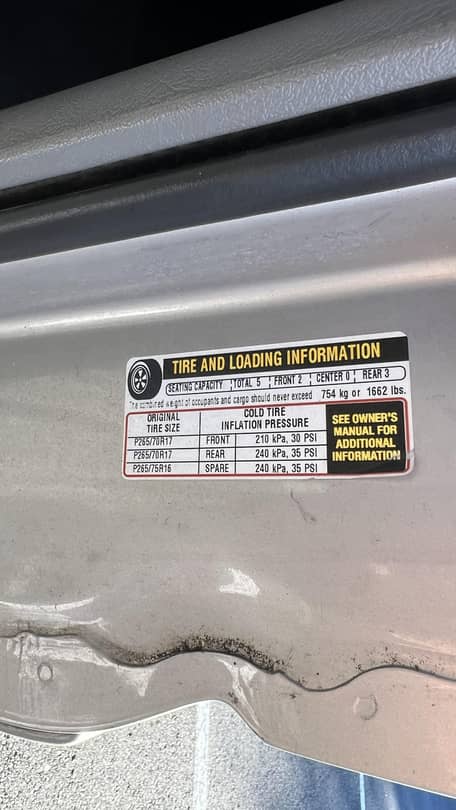 TIRE AND LOADING INFORMATION
SEATING CAPACITY TOTAL 5 FRONT 2 CENTER 0 REAR 3
The combined weight of occupants and cargo should never exceed 754 kg or 1662 lbs.
ORIGINAL TIRE SIZE COLD TIRE INFLATION PRESSURE
P265/70R17 FRONT 210 kPa, 30 PSI
P265/70R17 REAR 240 kPa, 35 PSI
P265/75R16 SPARE 240 kPa, 35 PSI
SEE OWNER'S
MANUAL FOR
ADDITIONAL
INFORMATION